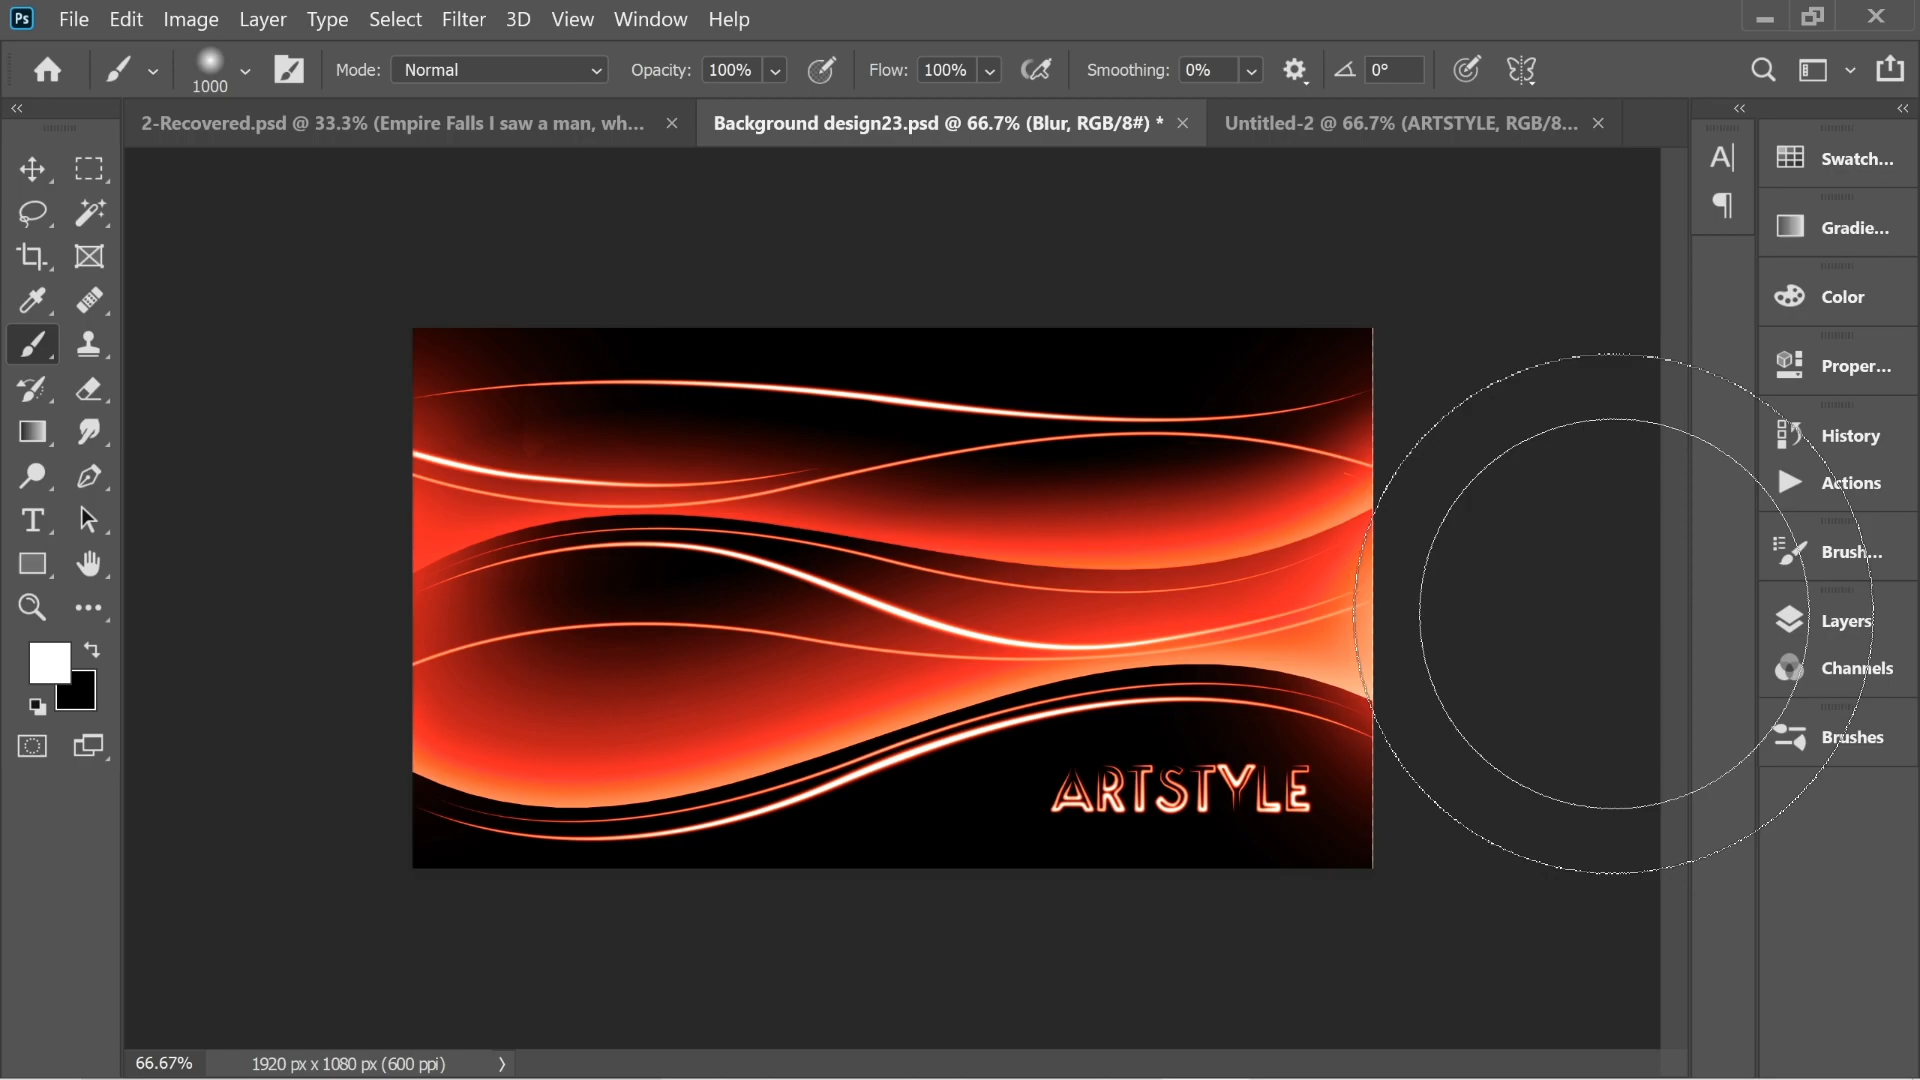 Ps File Edit Image Layer Type Select Filter 3D View Window Help
1000 Mode: Normal Opacity: 100% Flow: 100% Smoothing: 0% 0°
2-Recovered.psd @ 33.3% (Empire Falls I saw a man, wh... × Background design23.psd @ 66.7% (Blur, RGB/8#) * × Untitled-2 @ 66.7% (ARTSTYLE, RGB/8... ×
Swatch...
Gradie...
Color
Proper...
History
Actions
Brush...
Layers
Channels
Brushes
ARTSTYLE
66.67% 1920 px x 1080 px (600 ppi)